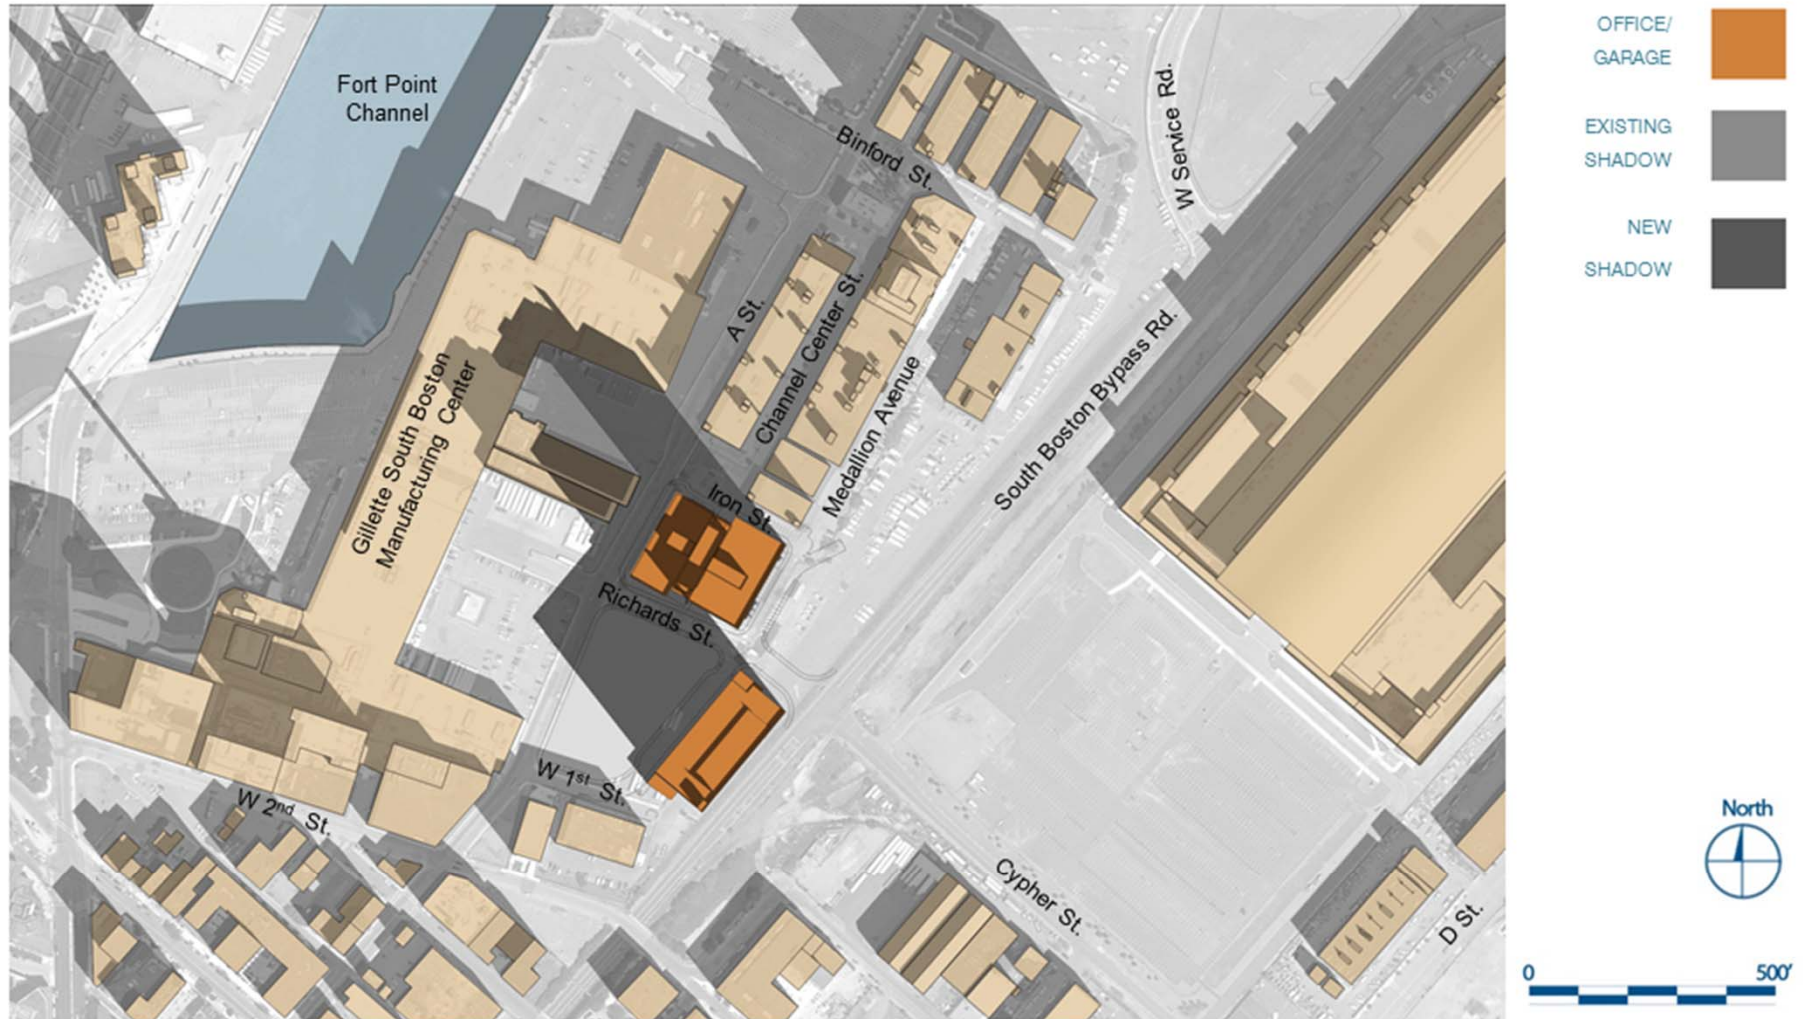 Fort Point
Channel
Binford St.
W Service Rd.
A St.
Channel Center St.
Medallion Avenue
South Boston Bypass Rd.
Gillette South Boston
Manufacturing Center
Iron St.
Richards St.
W 1st St.
W 2nd St.
Cypher St.
D St.
OFFICE/
GARAGE
EXISTING
SHADOW
NEW
SHADOW
North
0 500'